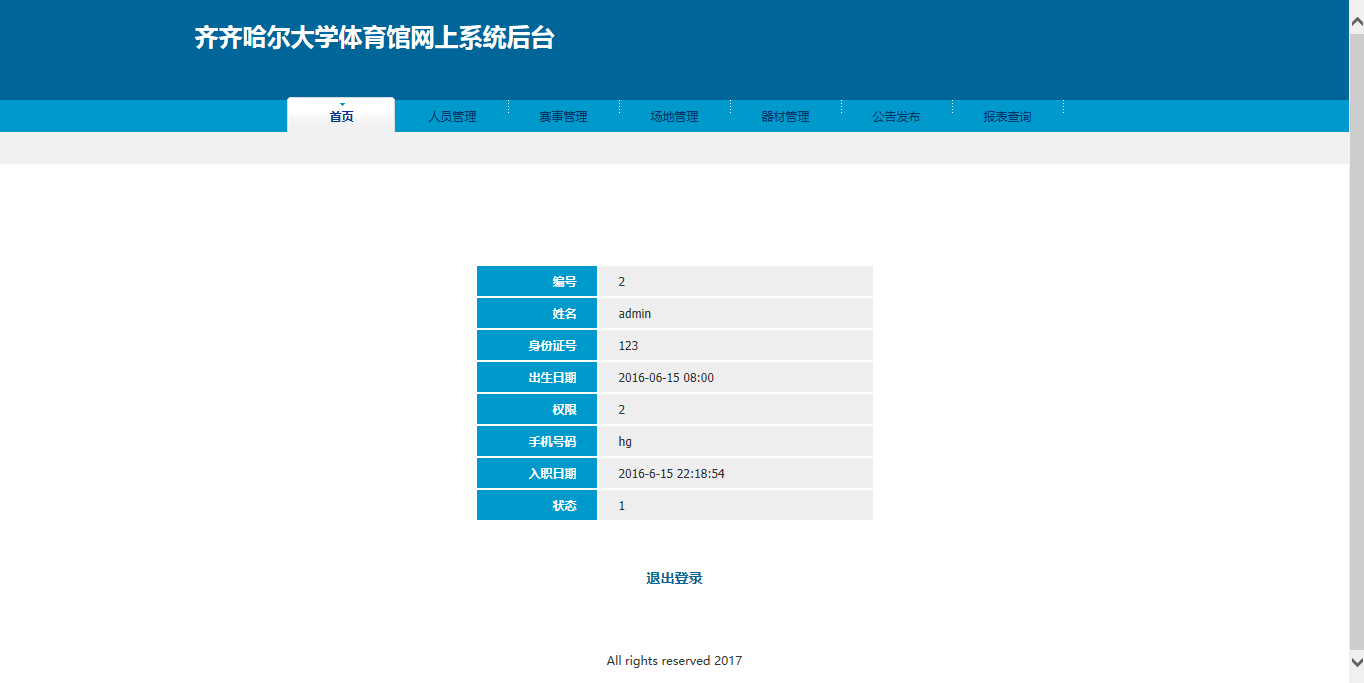 齐齐哈尔大学体育馆网上系统后台
首页 人员管理 赛事管理 场地管理 器材管理 公告发布 报表查询
编号 2
姓名 admin
身份证号 123
出生日期 2016-06-15 08:00
权限 2
手机号码 hg
入职日期 2016-6-15 22:18:54
状态 1
退出登录
All rights reserved 2017